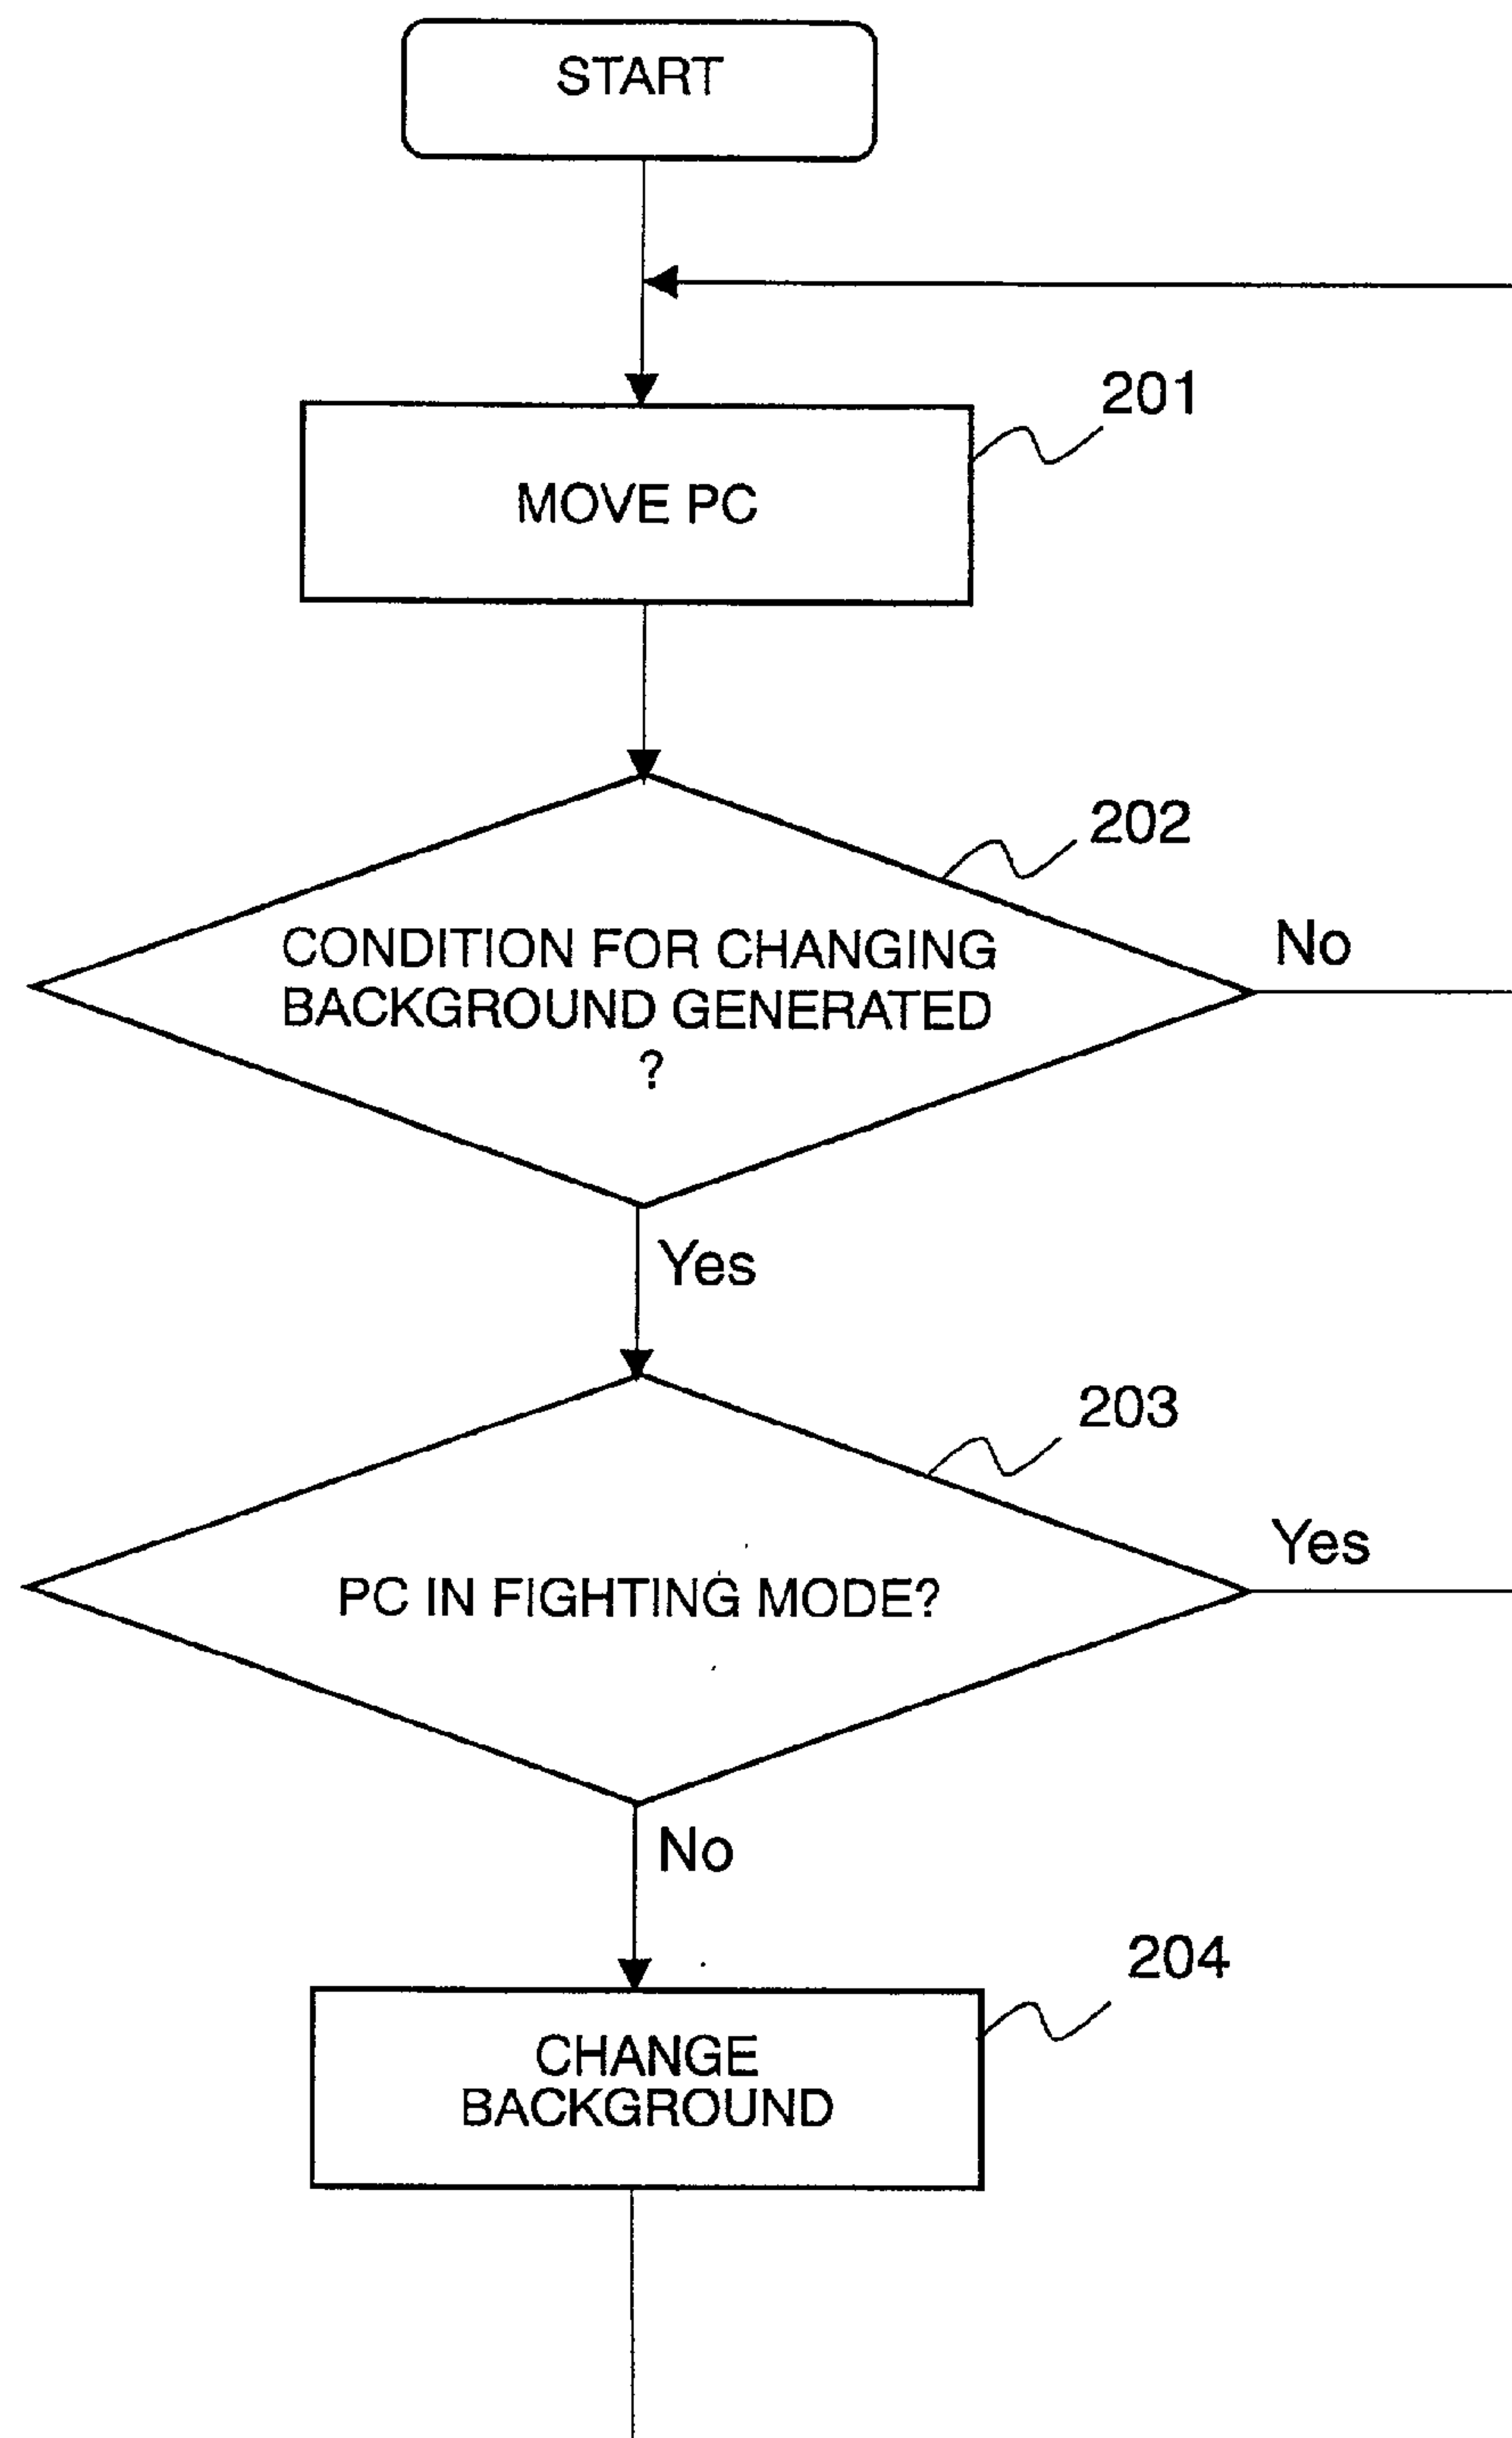 START
201
MOVE PC
202
CONDITION FOR CHANGING
BACKGROUND GENERATED
?
No
Yes
203
PC IN FIGHTING MODE?
Yes
No
204
CHANGE
BACKGROUND